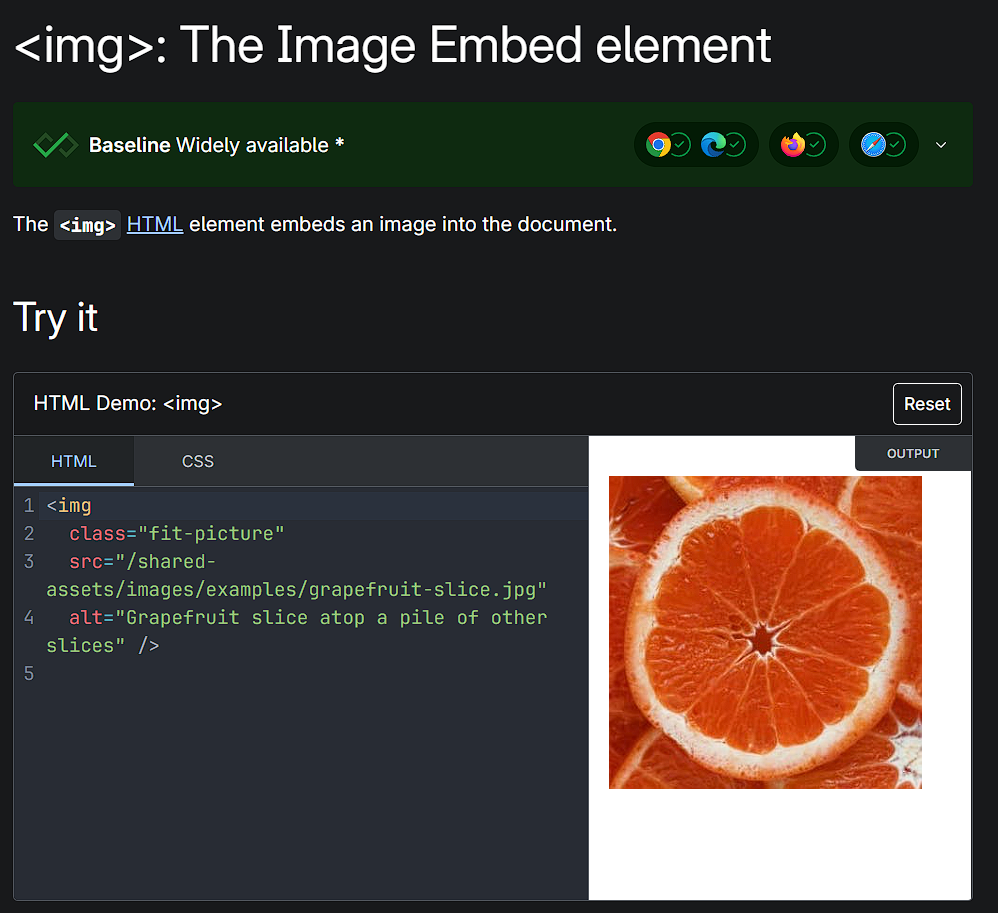 <img>: The Image Embed element
Baseline Widely available *
The <img> HTML element embeds an image into the document.
Try it
HTML Demo: <img>
Reset
HTML
CSS
OUTPUT
1 <img
2 class="fit-picture"
3 src="/shared-
assets/images/examples/grapefruit-slice.jpg"
4 alt="Grapefruit slice atop a pile of other
slices" />
5